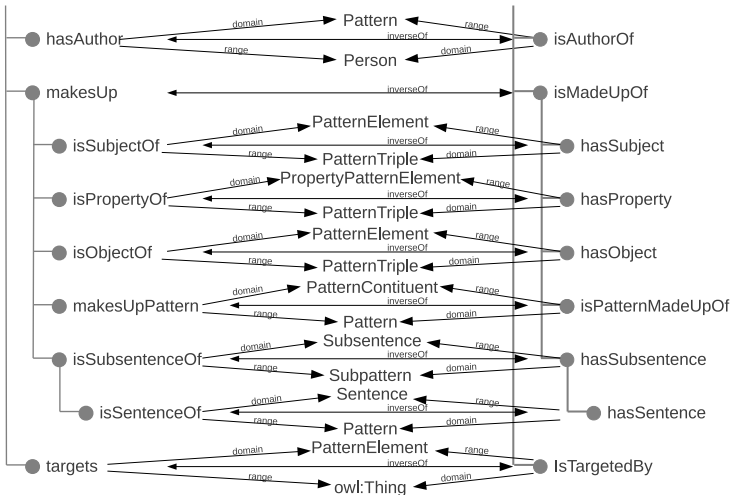 Pattern
domain
range
hasAuthor
inverseOf
isAuthorOf
range
domain
Person
makesUp
inverseOf
isMadeUpOf
PatternElement
domain
range
isSubjectOf
inverseOf
hasSubject
range
domain
PatternTriple
PropertyPatternElement
domain
range
isPropertyOf
inverseOf
hasProperty
range
domain
PatternTriple
PatternElement
domain
range
isObjectOf
inverseOf
hasObject
range
domain
PatternTriple
PatternContituent
domain
range
makesUpPattern
inverseOf
isPatternMadeUpOf
range
domain
Pattern
Subsentence
domain
range
isSubsentenceOf
inverseOf
hasSubsentence
range
domain
Subpattern
Sentence
domain
range
isSentenceOf
inverseOf
hasSentence
range
domain
Pattern
PatternElement
domain
range
targets
inverseOf
IsTargetedBy
range
domain
owl:Thing